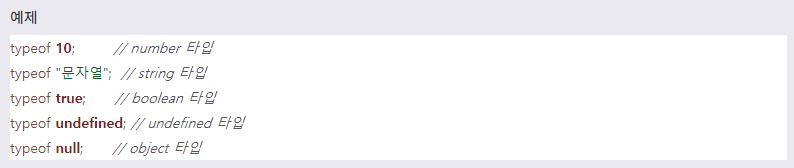 예제
typeof 10;        // number 타입
typeof "문자열";  // string 타입
typeof true;      // boolean 타입
typeof undefined; // undefined 타입
typeof null;      // object 타입